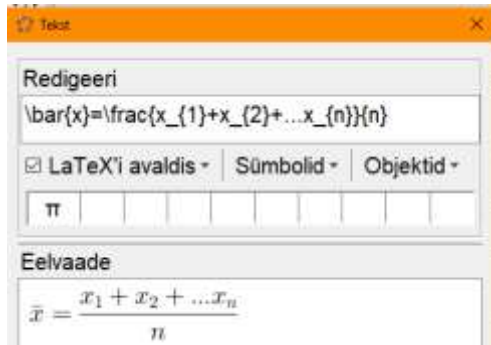 Tekst
Redigeeri
\bar{x}=\frac{x_{1}+x_{2}+...x_{n}}{n}
LaTeX'i avaldis Sümbolid Objektid
π
Eelvaade
x̄ = x₁ + x₂ + ...xₙ
n